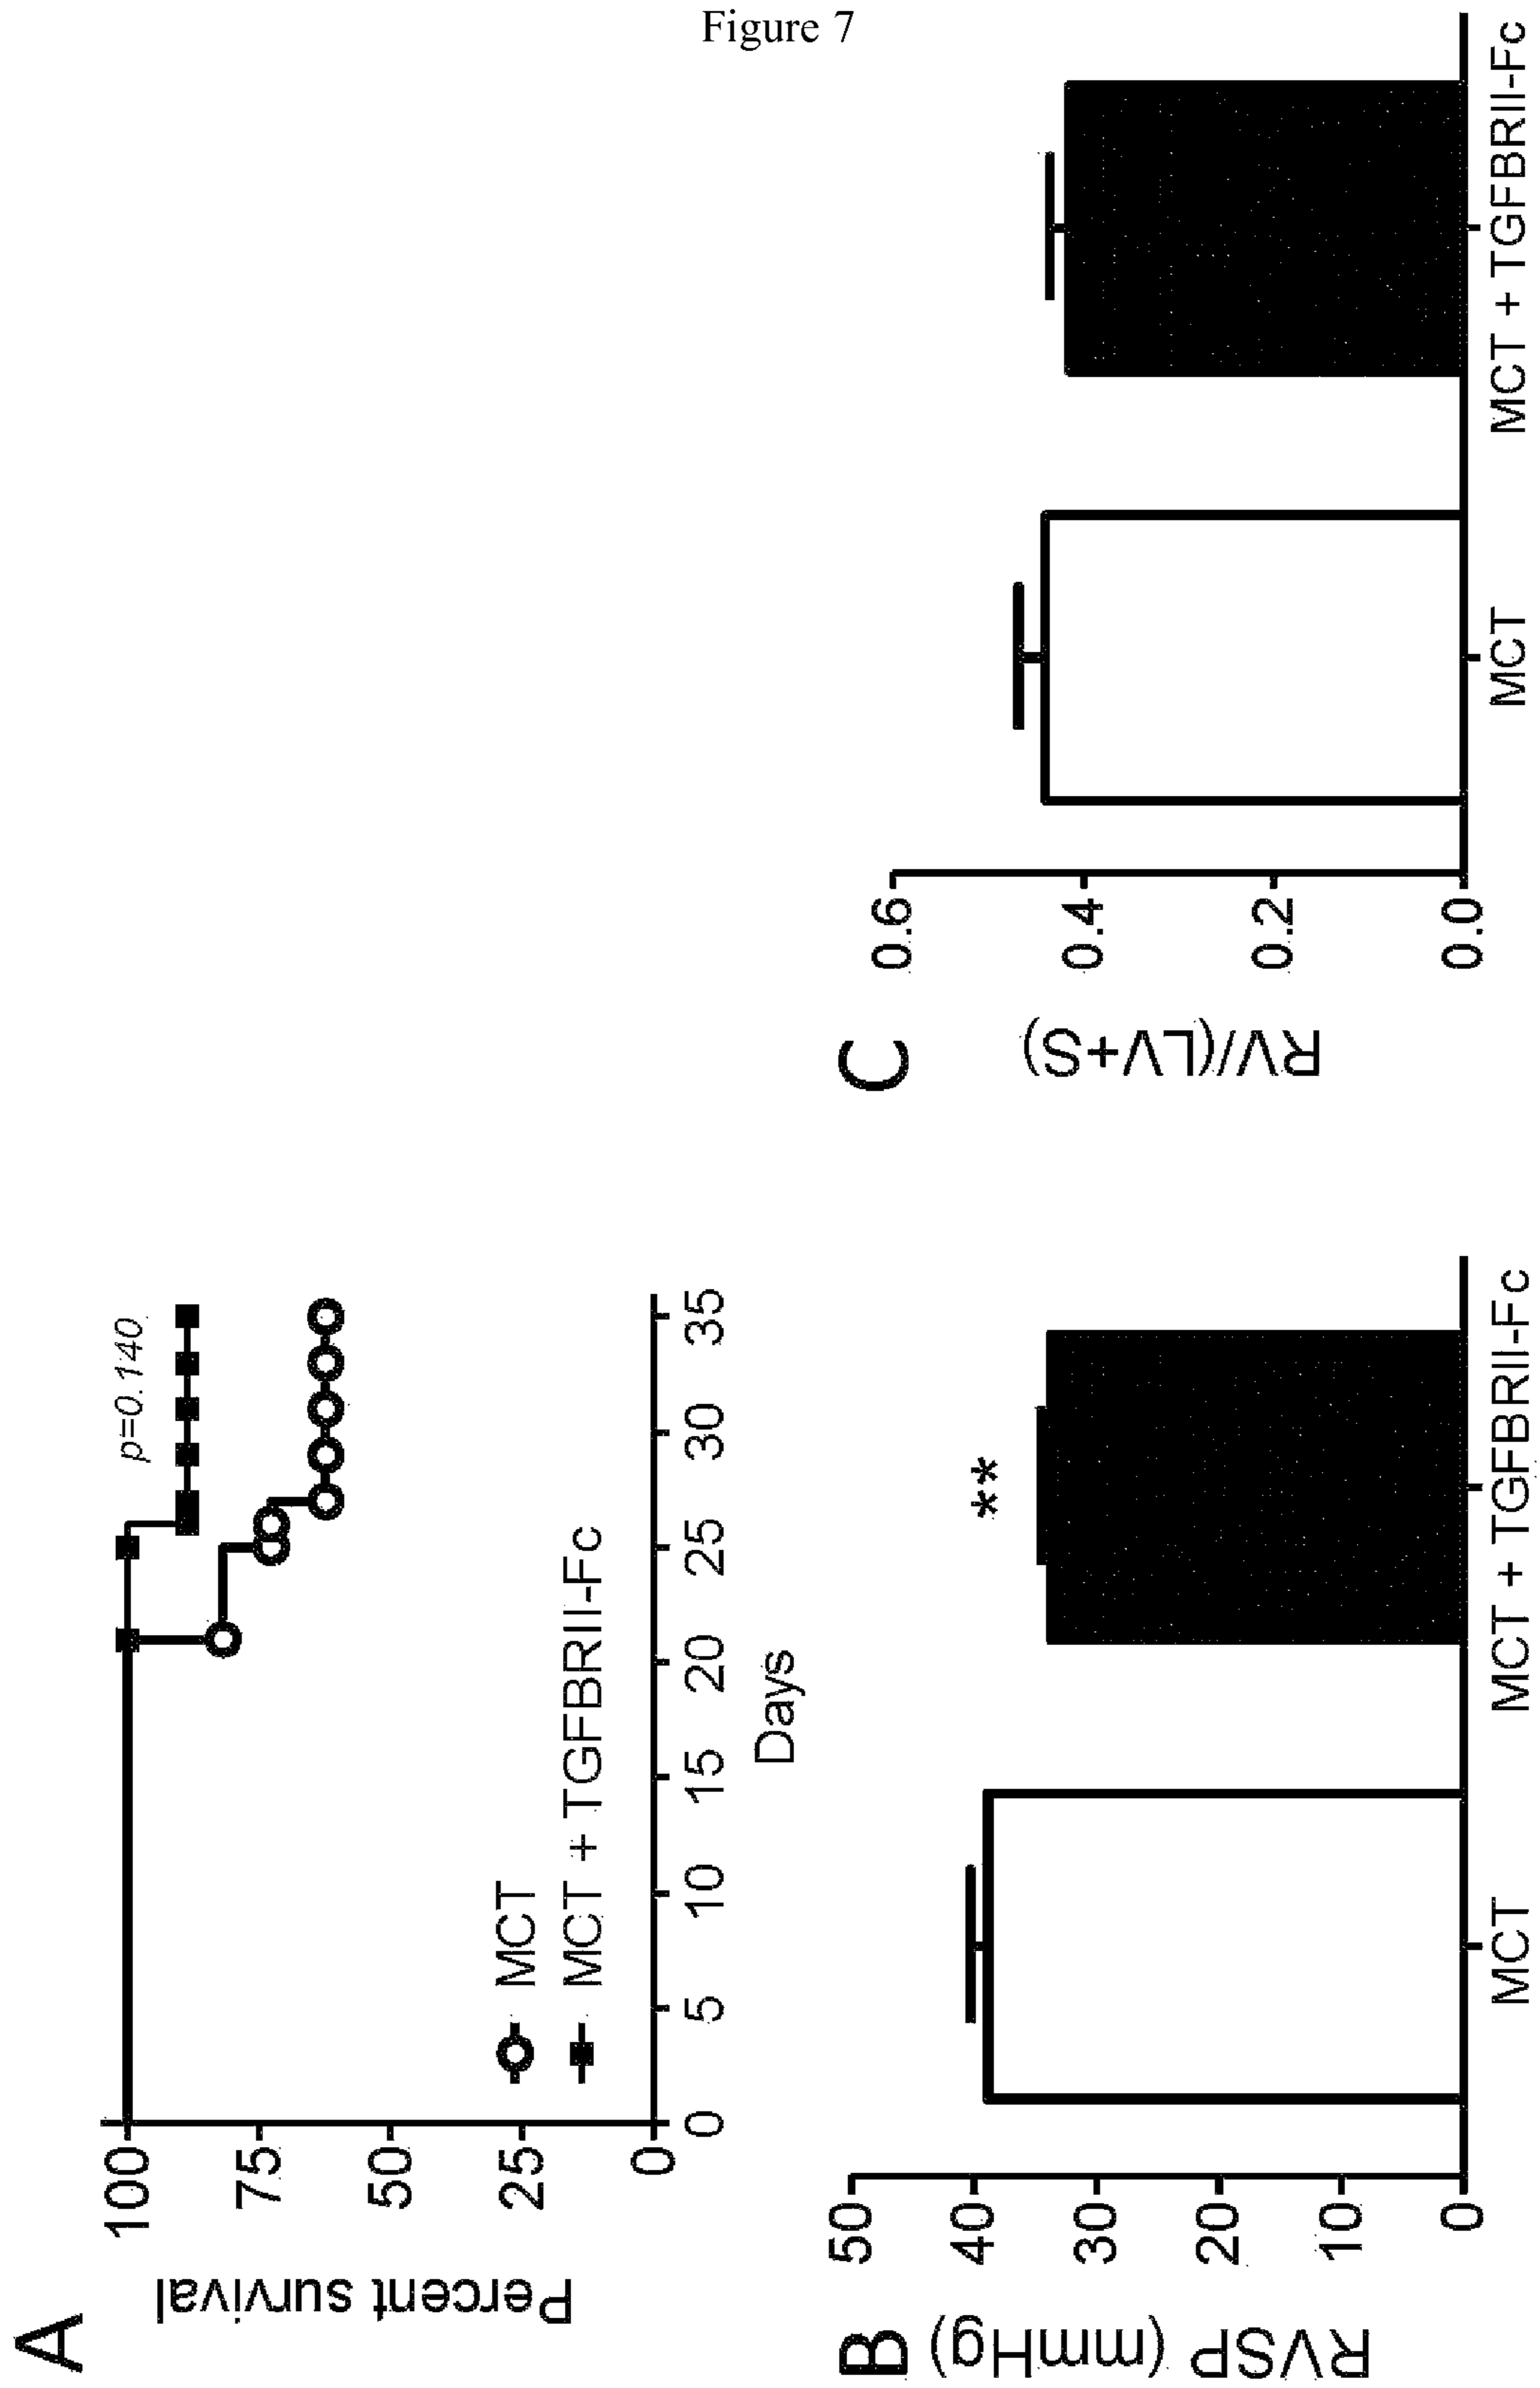 Figure 7
A
Percent survival
100
75
50
25
0
p=0.140
MCT
MCT + TGFBRII-Fc
0 5 10 15 20 25 30 35
Days
B
RVSP (mmHg)
50
40
30
20
10
0
**
MCT
MCT + TGFBRII-Fc
C
RV/(LV+S)
0.6
0.4
0.2
0.0
MCT
MCT + TGFBRII-Fc